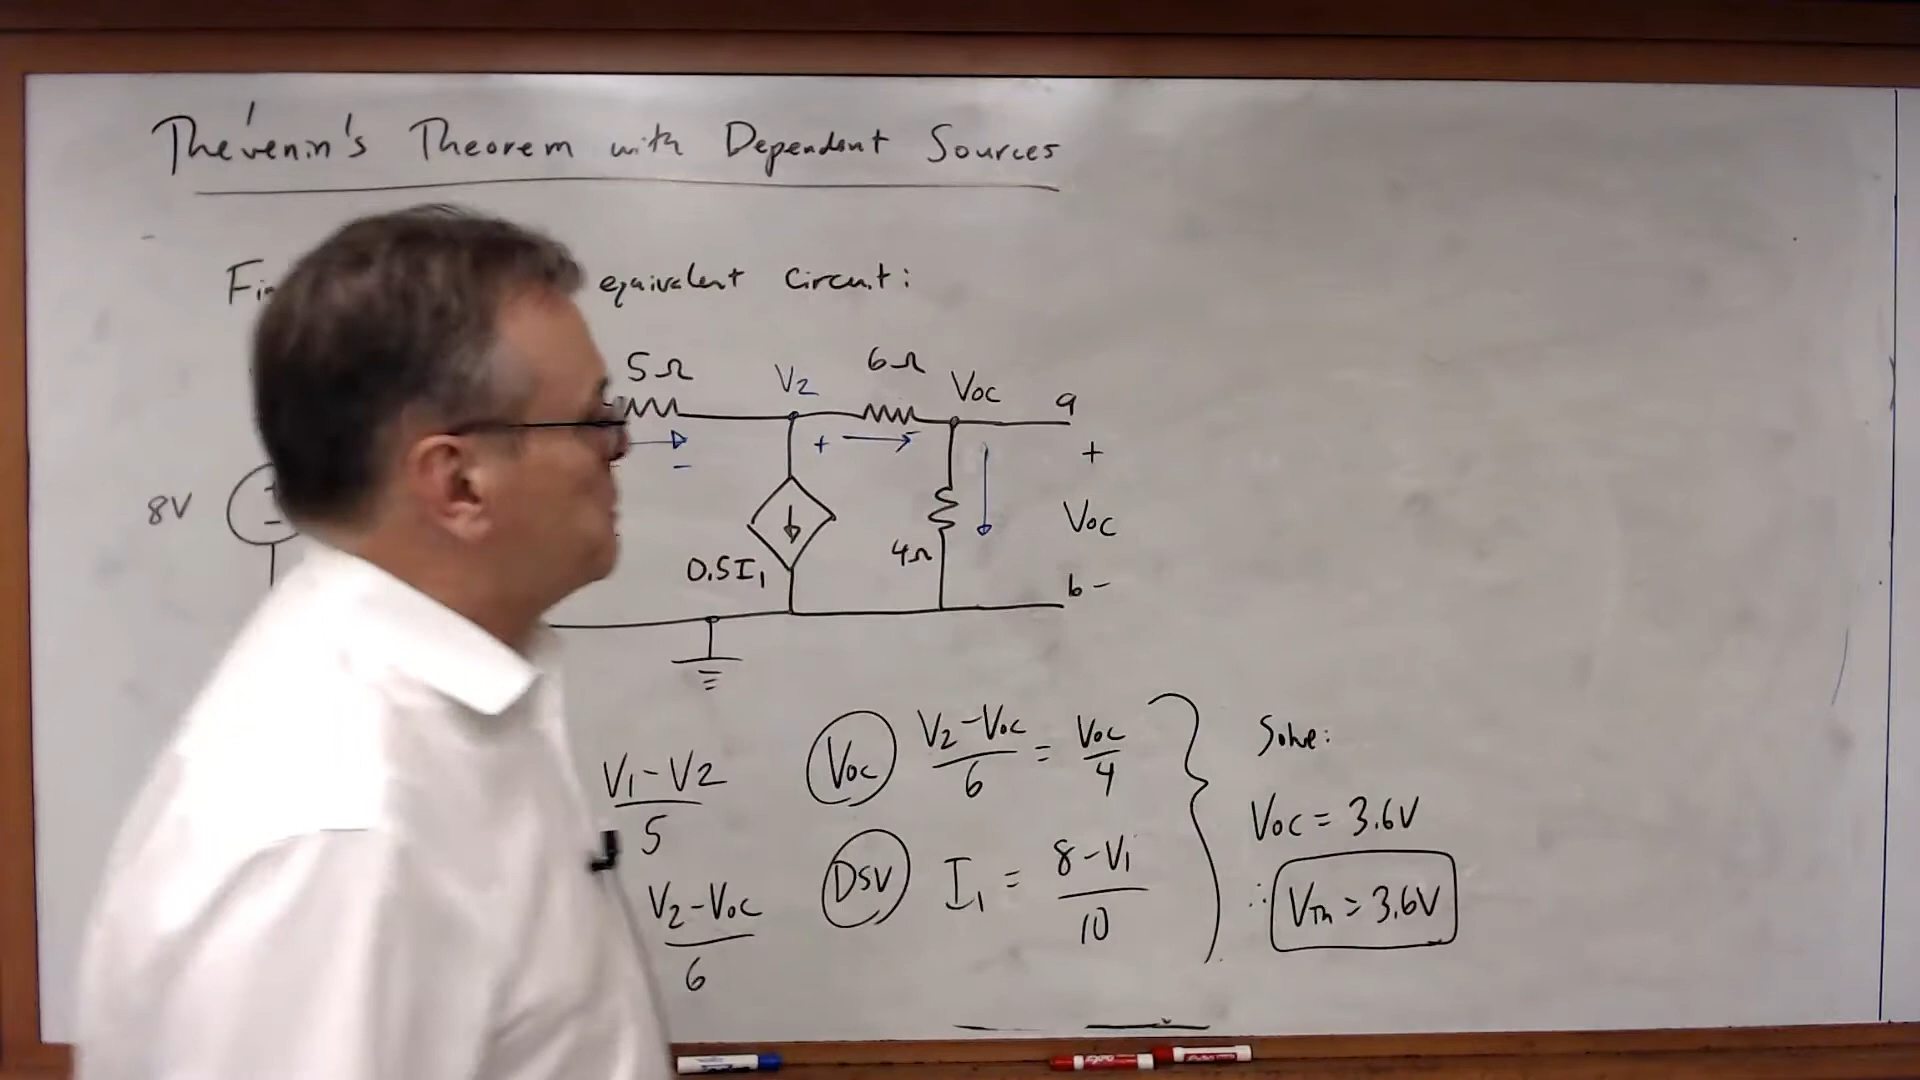 Thévenin's Theorem with Dependent Sources
equivalent circuit:
5Ω
V2
6Ω
Voc
a
+
-
+
8V
+
-
0.5I₁
4Ω
Voc
b -
V₁-V2
5
Voc
V₂-Voc
6
=
Voc
4
Solve:
V₂-Voc
6
DSV
I₁ =
8-V₁
10
Voc = 3.6V
∴ VTh = 3.6V
EXPO